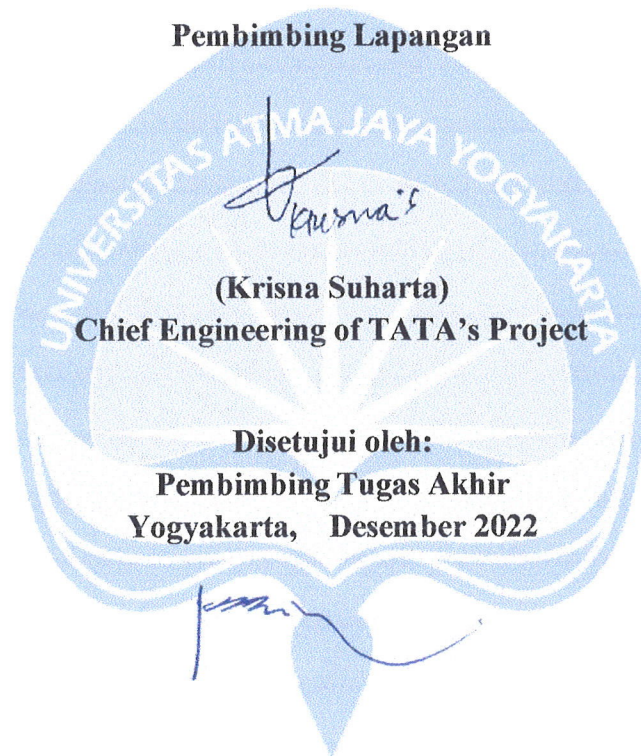 Pembimbing Lapangan
UNIVERSITAS ATMA JAYA YOGYAKARTA
Krisna's
(Krisna Suharta)
Chief Engineering of TATA's Project
Disetujui oleh:
Pembimbing Tugas Akhir
Yogyakarta, Desember 2022